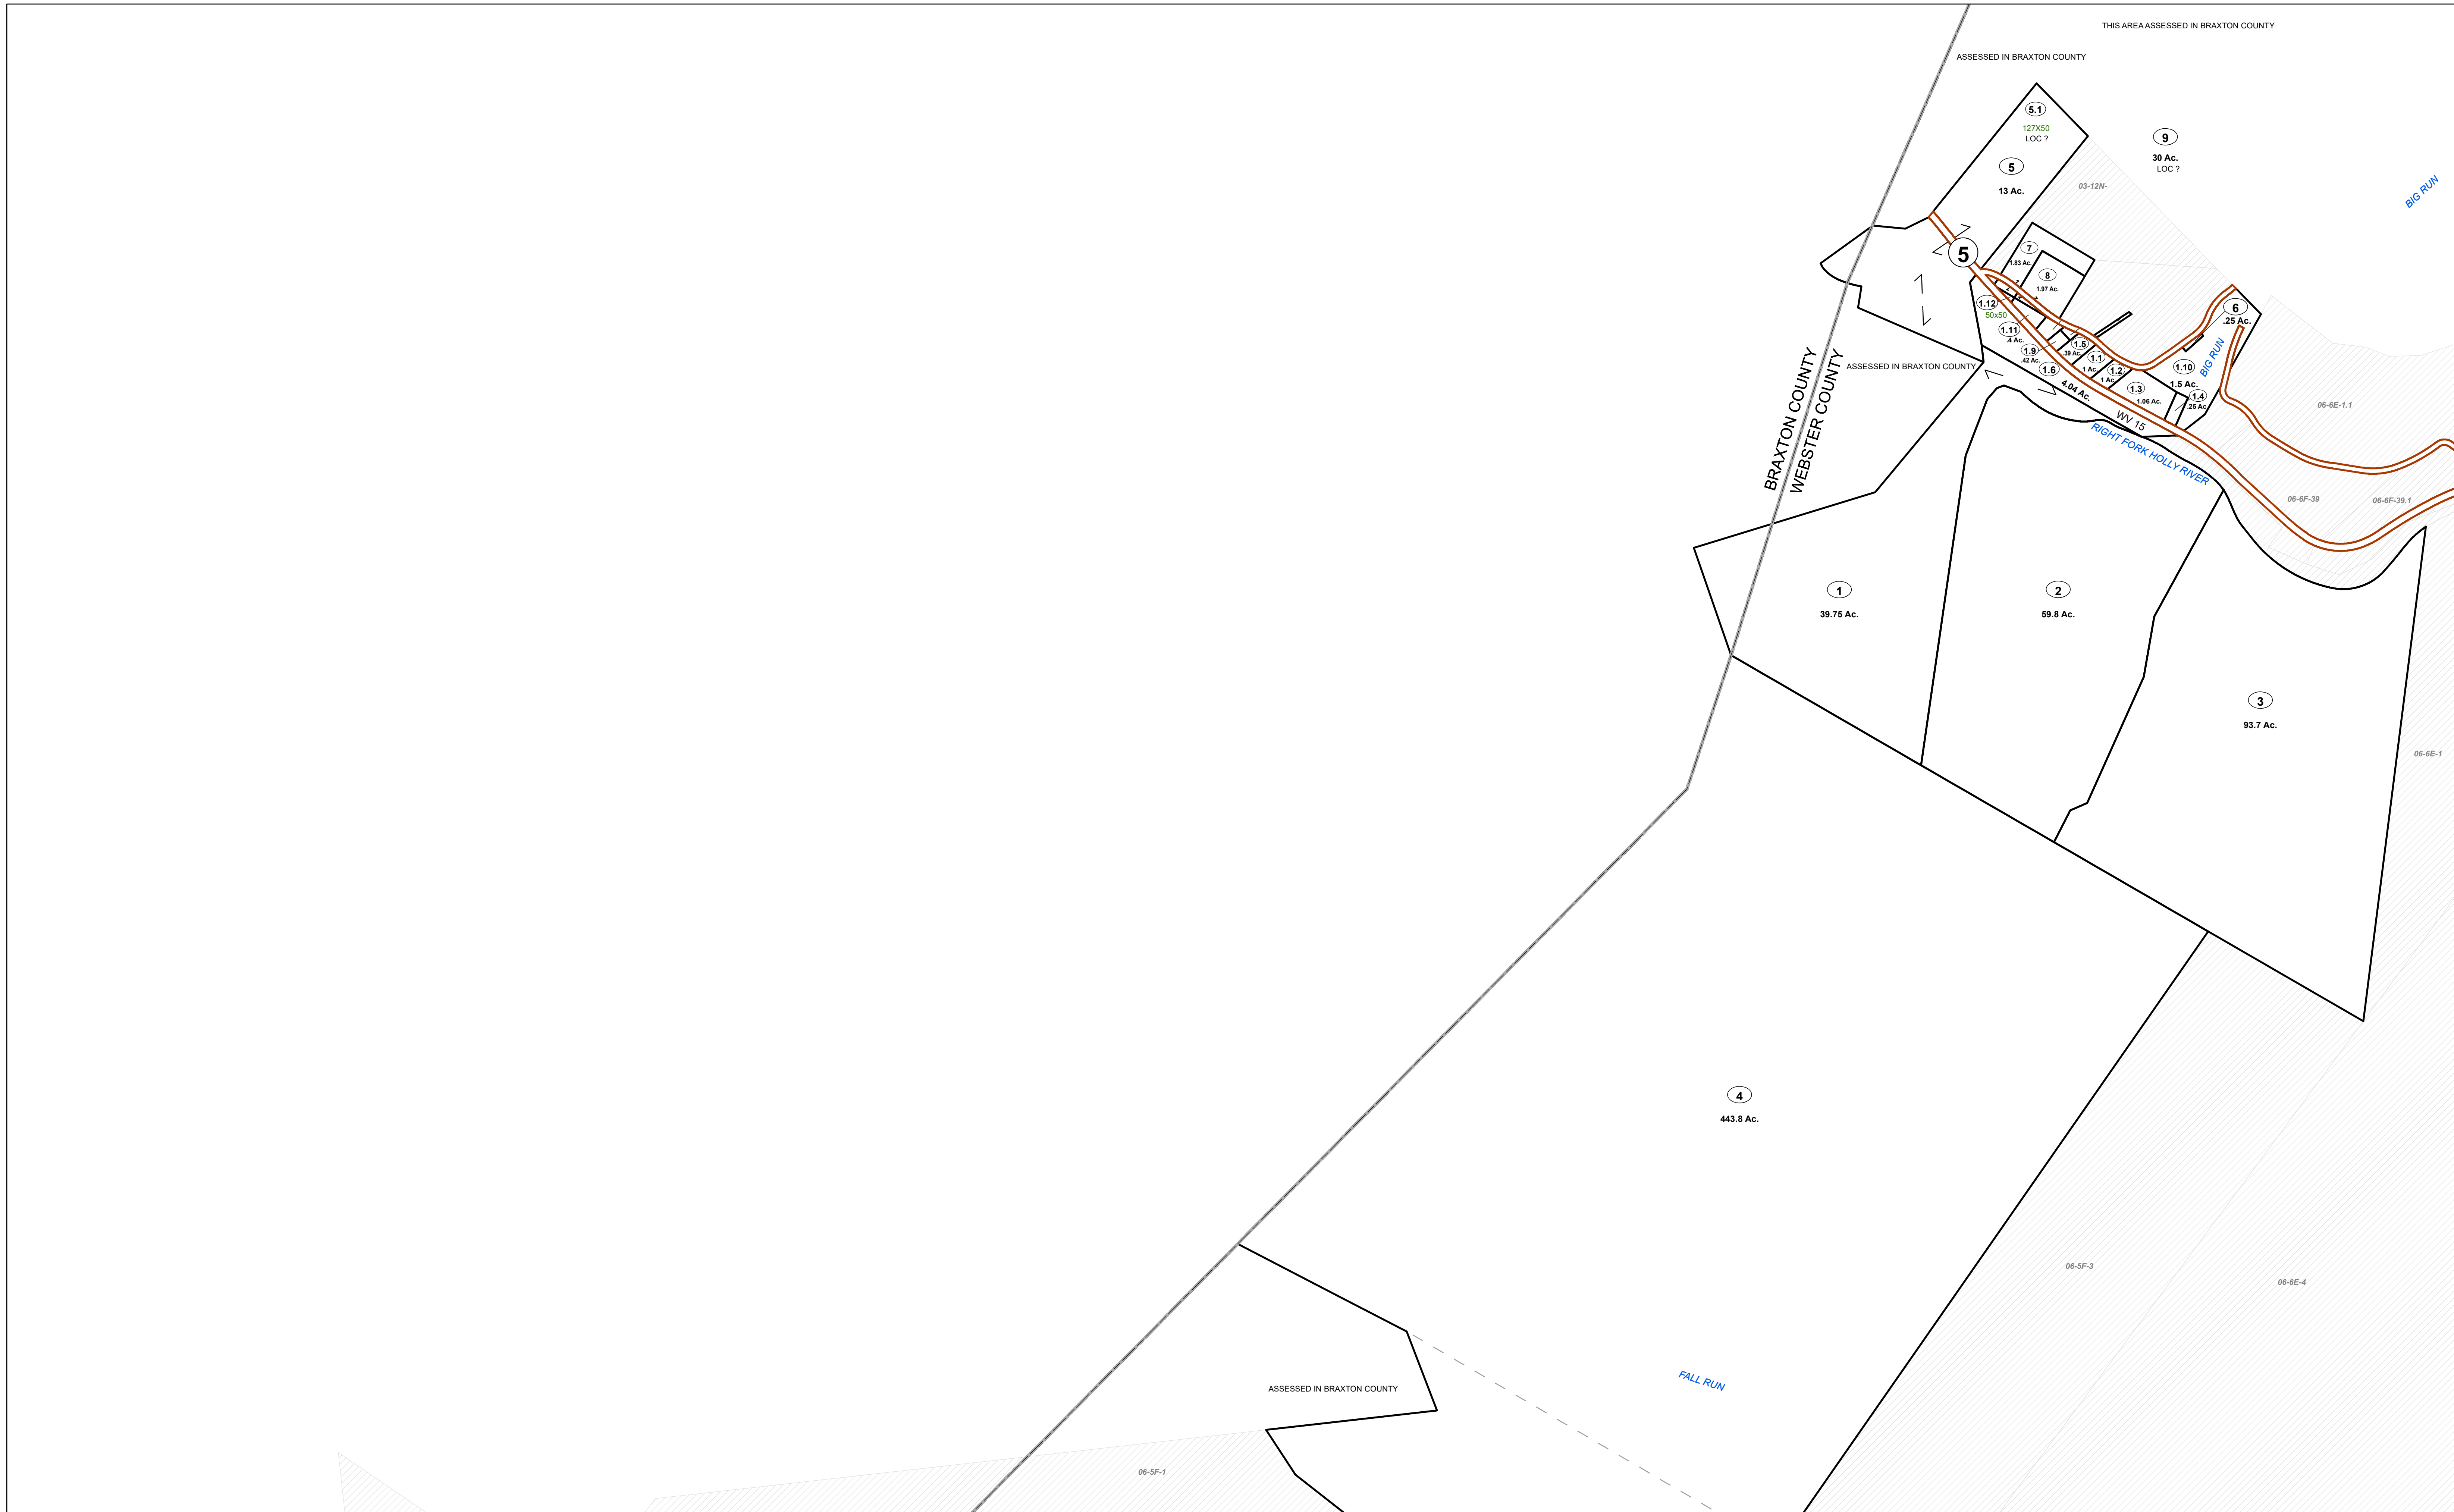 THIS AREA ASSESSED IN BRAXTON COUNTY
ASSESSED IN BRAXTON COUNTY
5.1
127X50
LOC ?
9
30 Ac.
LOC ?
5
13 Ac.
03-12N-
BIG RUN
5
7
1.83 Ac.
8
1.97 Ac.
1.12
50x50
6
.25 Ac.
1.11
.4 Ac.
1.9
.42 Ac.
1.5
.39 Ac.
1.1
1 Ac.
1.2
1 Ac.
1.6
4.04 Ac.
1.3
1.06 Ac.
1.10
1.5 Ac.
1.4
.25 Ac.
BIG RUN
ASSESSED IN BRAXTON COUNTY
BRAXTON COUNTY
WEBSTER COUNTY
WV 15
RIGHT FORK HOLLY RIVER
06-6E-1.1
06-6F-39
06-6F-39.1
1
39.75 Ac.
2
59.8 Ac.
3
93.7 Ac.
06-6E-1
4
443.8 Ac.
06-5F-3
06-6E-4
FALL RUN
ASSESSED IN BRAXTON COUNTY
06-5F-1